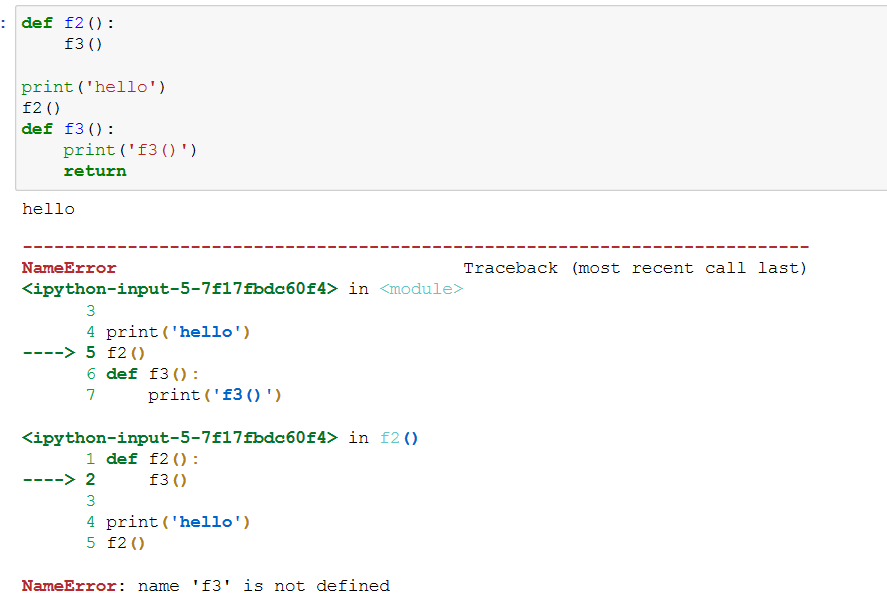 : def f2():
    f3()

print('hello')
f2()
def f3():
    print('f3()')
    return
hello
---------------------------------------------------------------------------
NameError                                 Traceback (most recent call last)
<ipython-input-5-7f17fbdc60f4> in <module>
      3
      4 print('hello')
----> 5 f2()
      6 def f3():
      7     print('f3()')

<ipython-input-5-7f17fbdc60f4> in f2()
      1 def f2():
----> 2     f3()
      3
      4 print('hello')
      5 f2()

NameError: name 'f3' is not defined